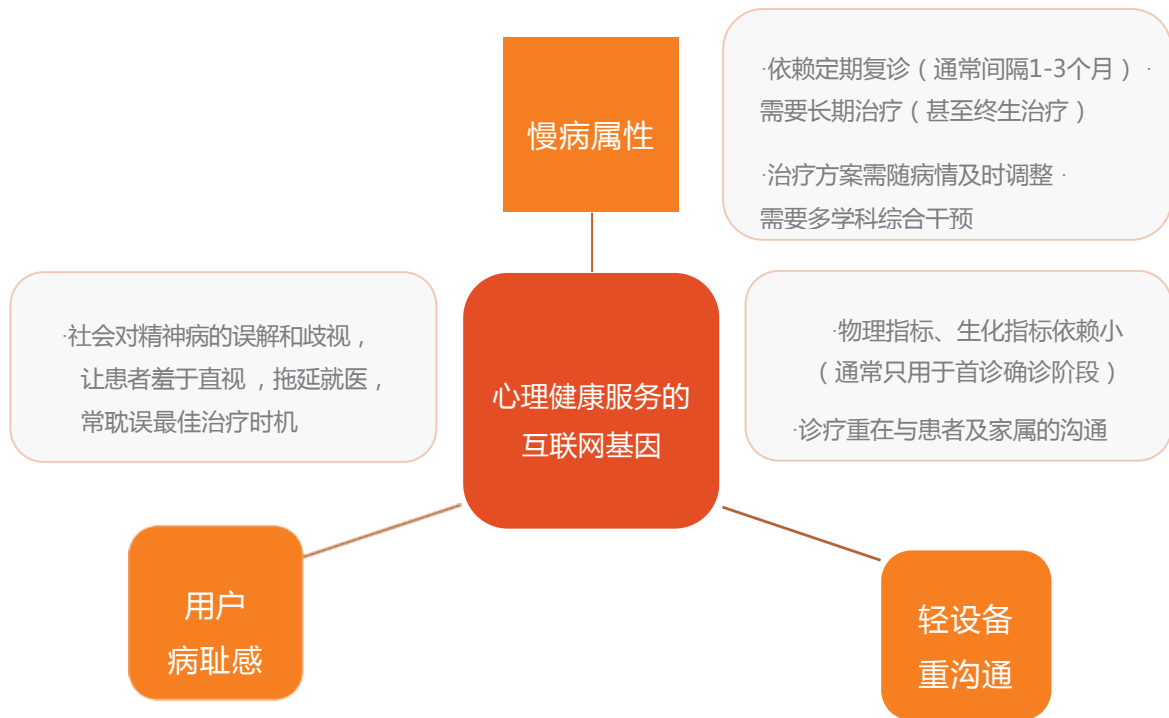 慢病属性
·依赖定期复诊（通常间隔1-3个月）·
需要长期治疗（甚至终生治疗）
·治疗方案需随病情及时调整·
需要多学科综合干预
·社会对精神病的误解和歧视，
让患者羞于直视，拖延就医，
常耽误最佳治疗时机
心理健康服务的
互联网基因
·物理指标、生化指标依赖小
（通常只用于首诊确诊阶段）
·诊疗重在与患者及家属的沟通
用户
病耻感
轻设备
重沟通